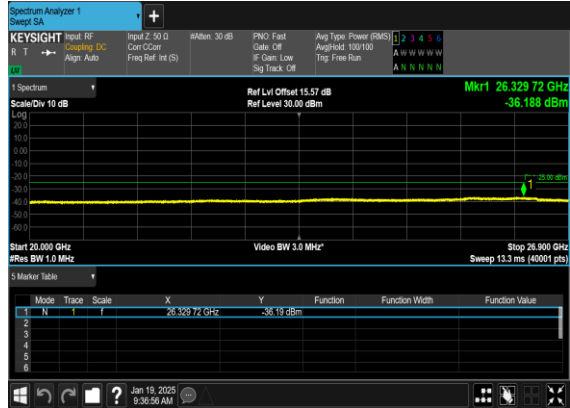 Spectrum Analyzer 1
Swept SA
KEYSIGHT
R T
Input: RF
Coupling: DC
Align: Auto
Input Z: 50 Ω
Corr CCorr
Freq Ref: Int (S)
#Atten: 30 dB
PNO: Fast
Gate: Off
IF Gain: Low
Sig Track: Off
Avg Type: Power (RMS)
Avg|Hold: 100/100
Trig: Free Run
1 2 3 4 5 6
A W W W W W
A N N N N N
1 Spectrum
Scale/Div 10 dB
Ref Lvl Offset 15.57 dB
Ref Level 30.00 dBm
Mkr1 26.329 72 GHz
-36.188 dBm
Log
20.0
10.0
0.00
-10.0
-20.0
-30.0
-40.0
-50.0
-60.0
-25.00 dBm
1
Start 20.000 GHz
#Res BW 1.0 MHz
Video BW 3.0 MHz*
Stop 26.900 GHz
Sweep 13.3 ms (40001 pts)
5 Marker Table
Mode Trace Scale X Y Function Function Width Function Value
1 N 1 f 26.329 72 GHz -36.19 dBm
2
3
4
5
6
?
Jan 19, 2025
9:36:56 AM